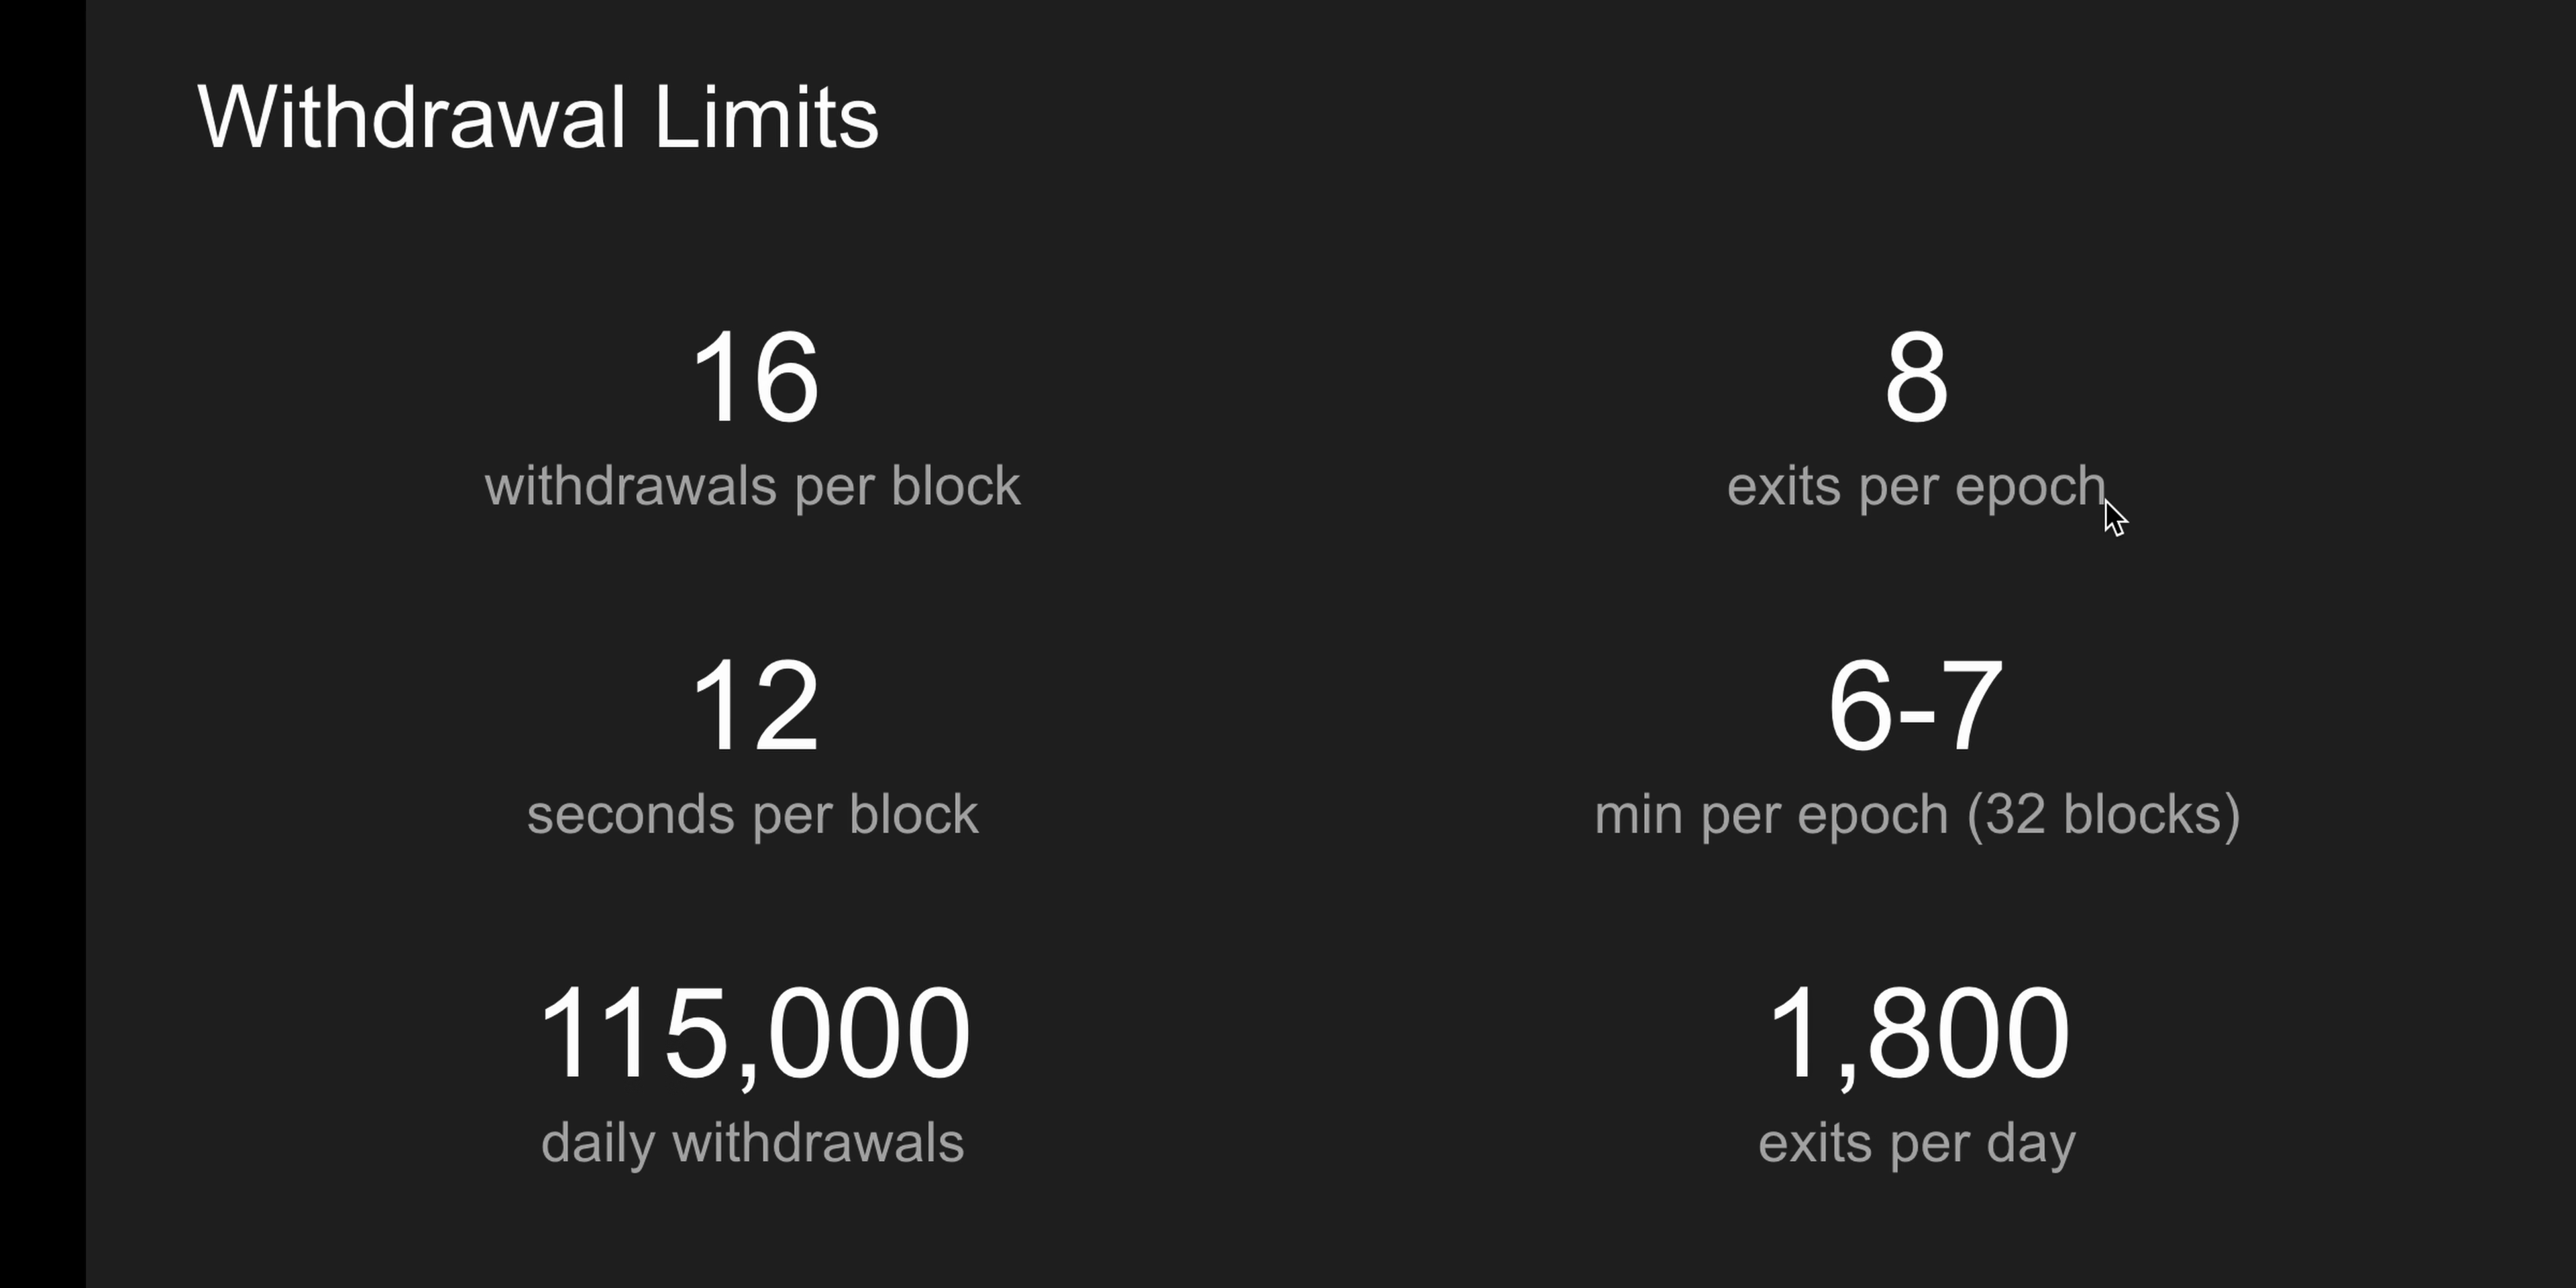 Withdrawal Limits
16
withdrawals per block
8
exits per epoch
12
seconds per block
6-7
min per epoch (32 blocks)
115,000
daily withdrawals
1,800
exits per day